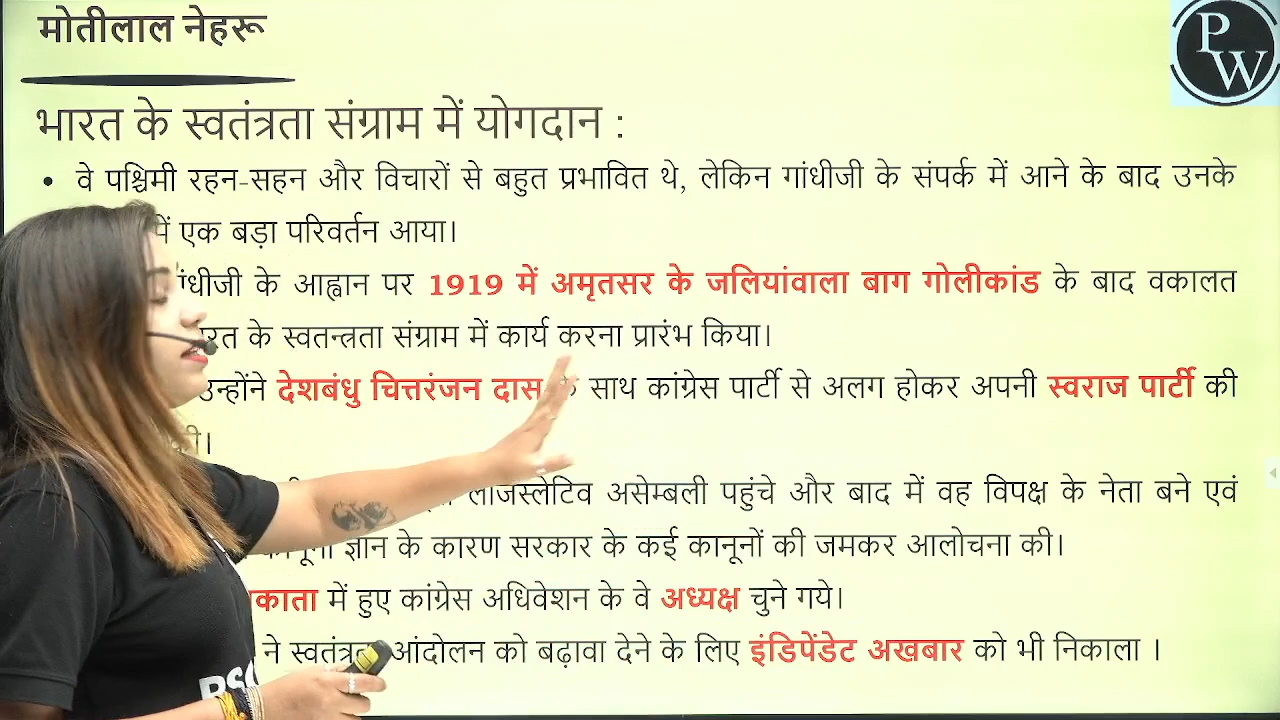 मोतीलाल नेहरू
PW
भारत के स्वतंत्रता संग्राम में योगदान :
• वे पश्चिमी रहन-सहन और विचारों से बहुत प्रभावित थे, लेकिन गांधीजी के संपर्क में आने के बाद उनके
में एक बड़ा परिवर्तन आया।
के आह्वान पर 1919 में अमृतसर के जलियांवाला बाग गोलीकांड के बाद वकालत
के स्वतन्त्रता संग्राम में कार्य करना प्रारंभ किया।
देशबंधु चित्तरंजन दास साथ कांग्रेस पार्टी से अलग होकर अपनी स्वराज पार्टी की
असेम्बली पहुंचे और बाद में वह विपक्ष के नेता बने एवं
ज्ञान के कारण सरकार के कई कानूनों की जमकर आलोचना की।
में हुए कांग्रेस अधिवेशन के वे अध्यक्ष चुने गये।
ने आंदोलन को बढ़ावा देने के लिए इंडिपेंडेट अखबार को भी निकाला ।